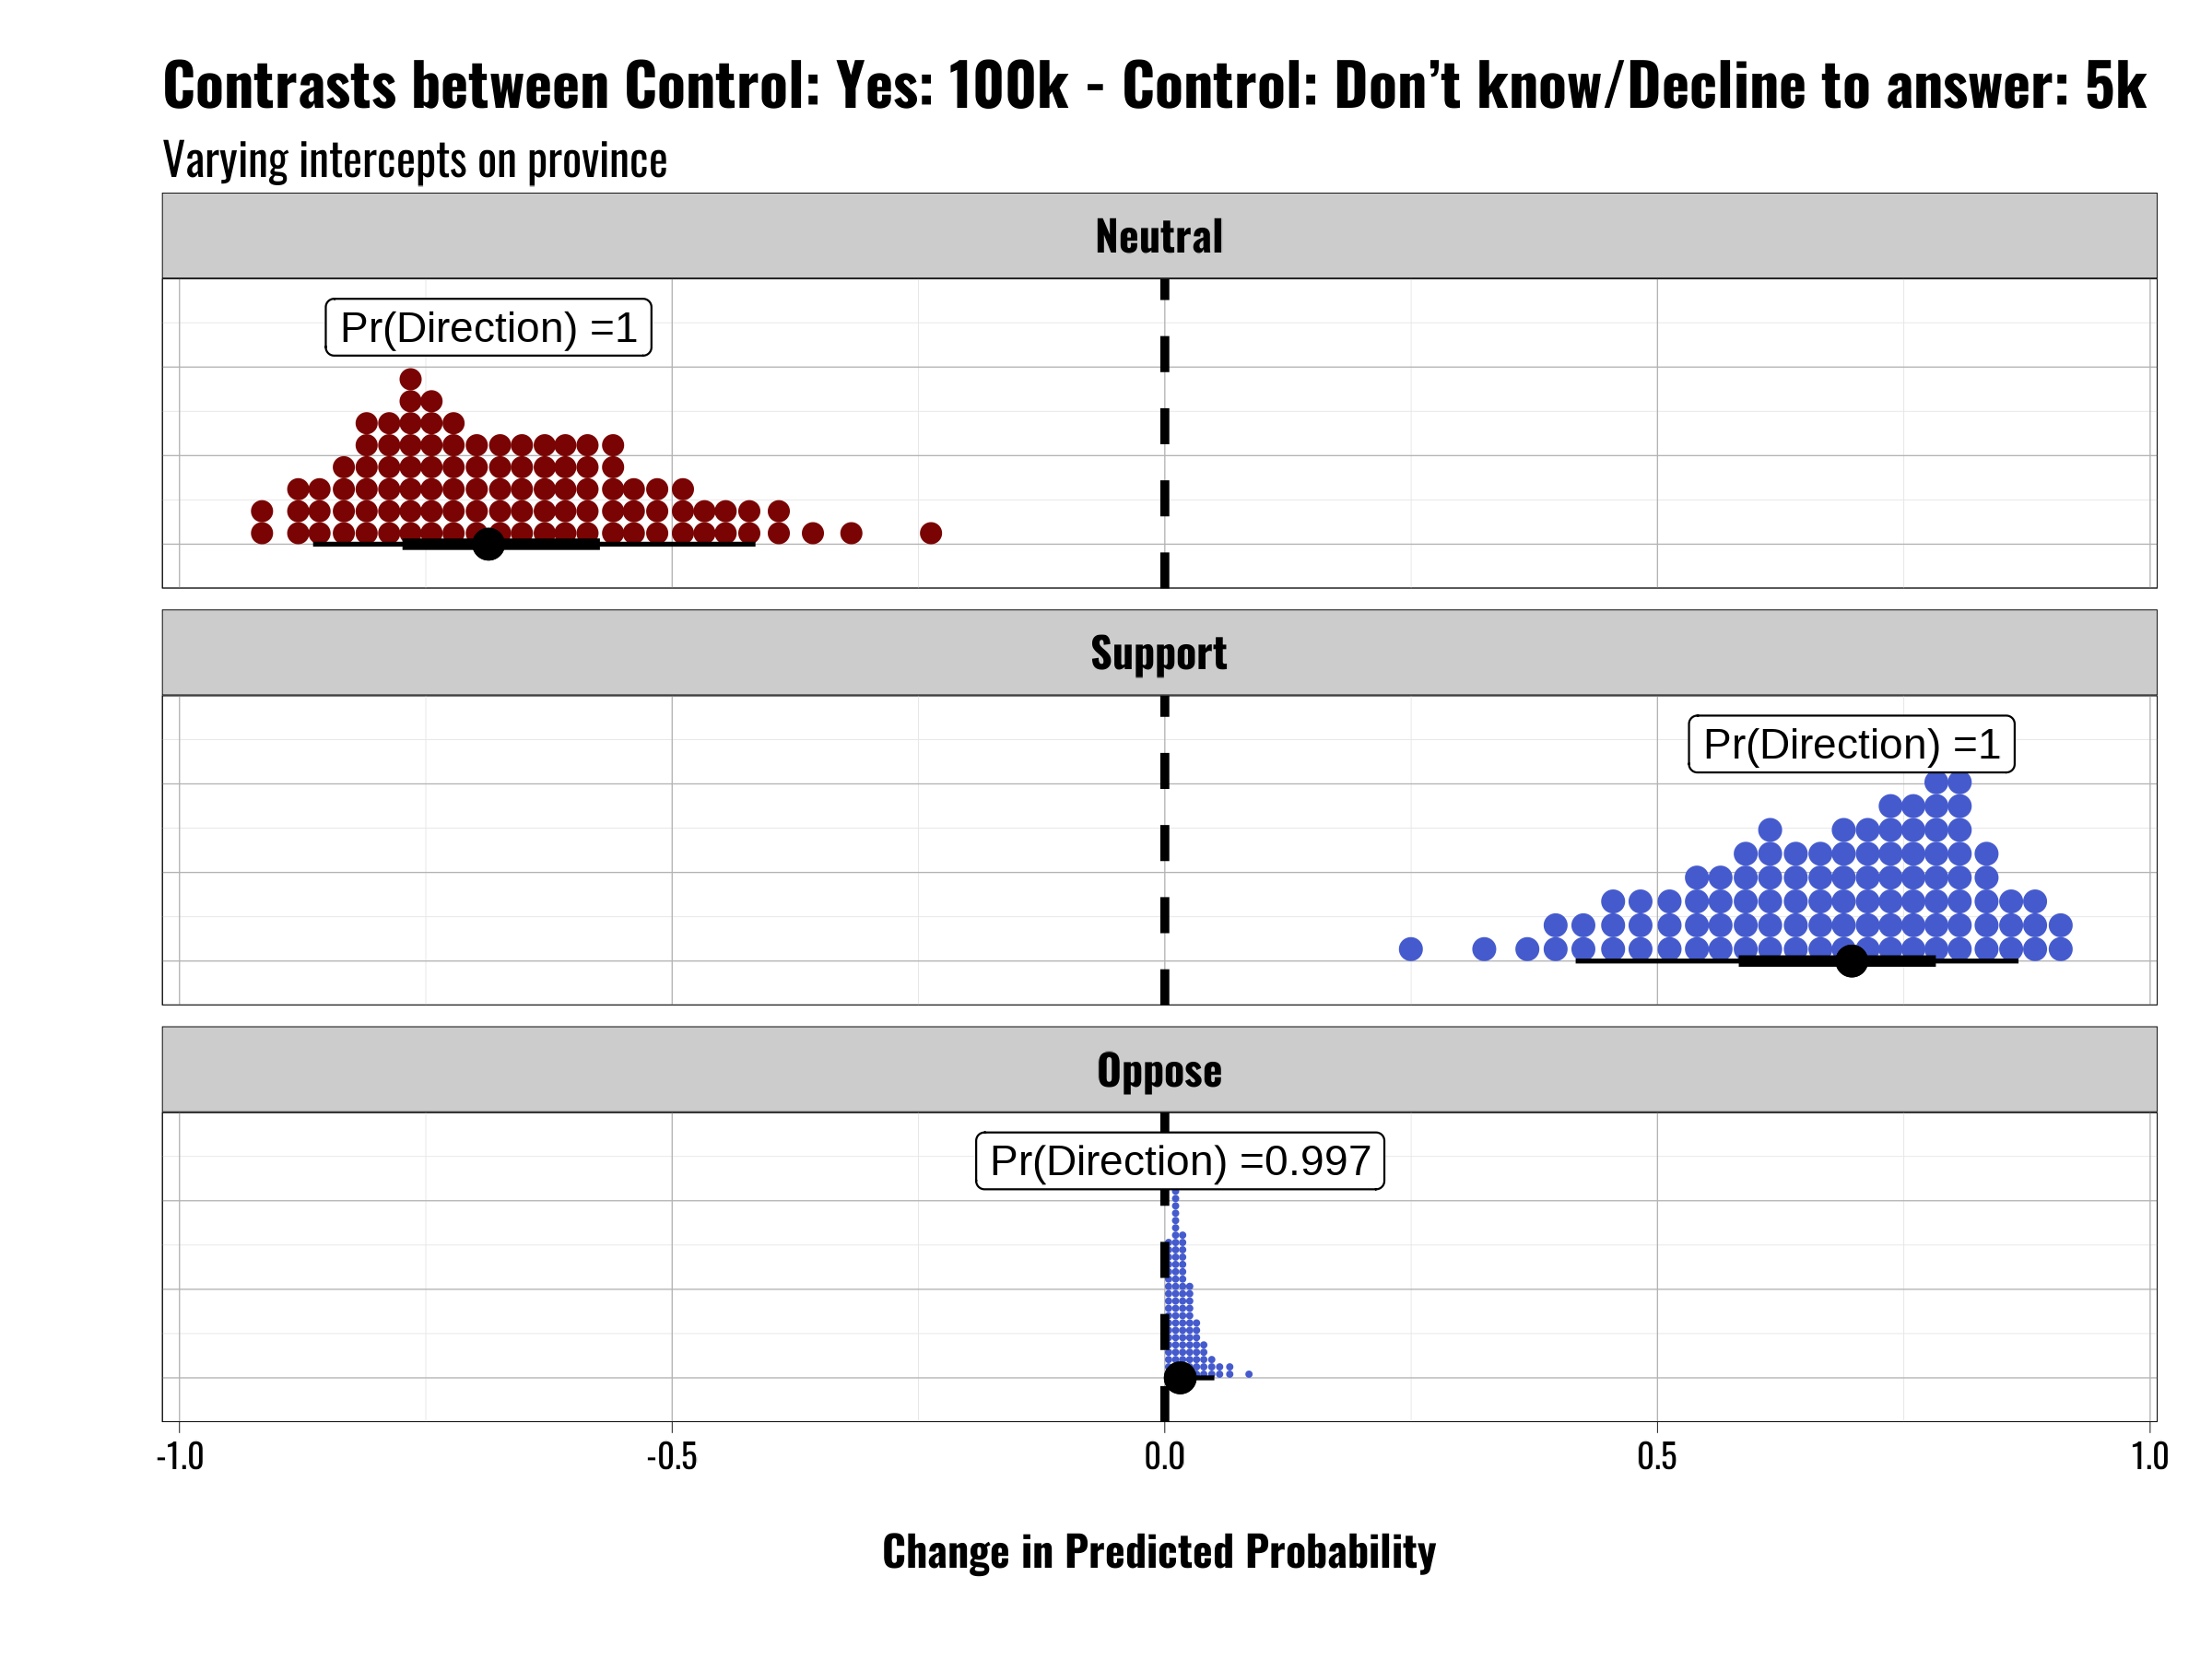 Contrasts between Control: Yes: 100k - Control: Don’t know/Decline to answer: 5k
Varying intercepts on province
Neutral
Pr(Direction) =1
Support
Pr(Direction) =1
Oppose
Pr(Direction) =0.997
-1.0 -0.5 0.0 0.5 1.0
Change in Predicted Probability